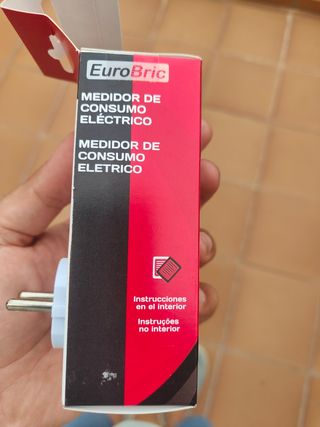 EuroBric
MEDIDOR DE
CONSUMO
ELÉCTRICO
MEDIDOR DE
CONSUMO
ELETRICO
Instrucciones
en el interior
Instruções
no interior